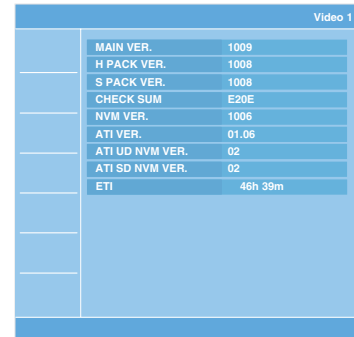 Video 1
MAIN VER. 1009
H PACK VER. 1008
S PACK VER. 1008
CHECK SUM E20E
NVM VER. 1006
ATI VER. 01.06
ATI UD NVM VER. 02
ATI SD NVM VER. 02
ETI 46h 39m